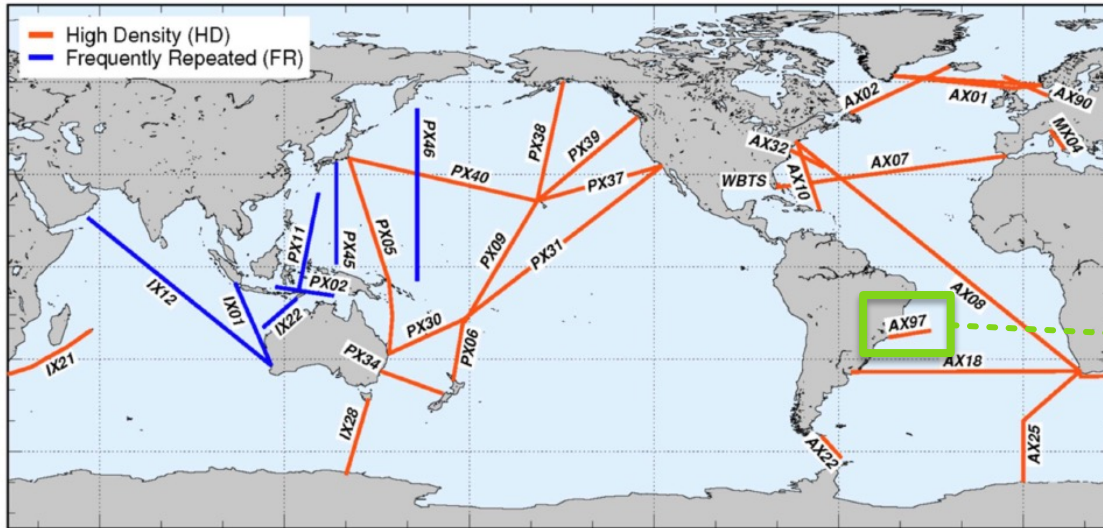 High Density (HD)
Frequently Repeated (FR)
AX02
AX01
AX90
MX04
PX38
PX39
PX46
AX32
AX07
PX40
PX37
WBTS
AX10
PX05
PX11
PX45
PX09
PX31
PX02
IX12
IX01
IX22
AX08
PX30
AX97
IX21
PX34
PX06
AX18
IX28
AX22
AX25